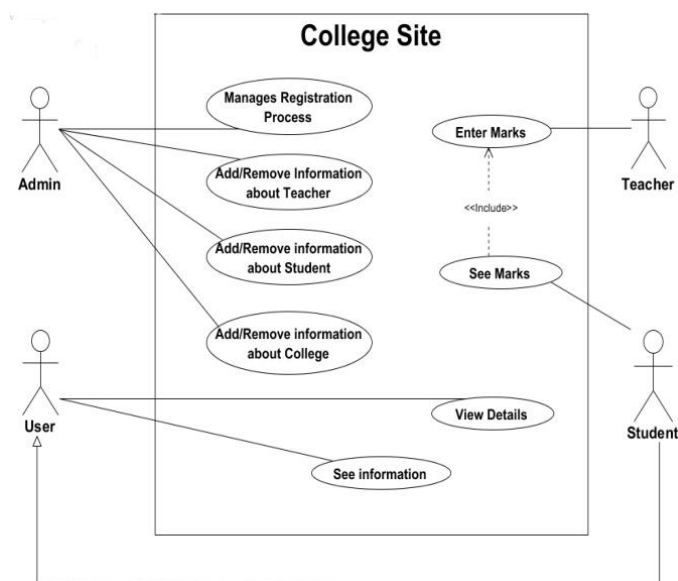 College Site
Manages Registration
Process
Enter Marks
Admin
Teacher
Add/Remove Information
about Teacher
<<Include>>
Add/Remove information
about Student
See Marks
Add/Remove information
about College
User
View Details
Student
See information